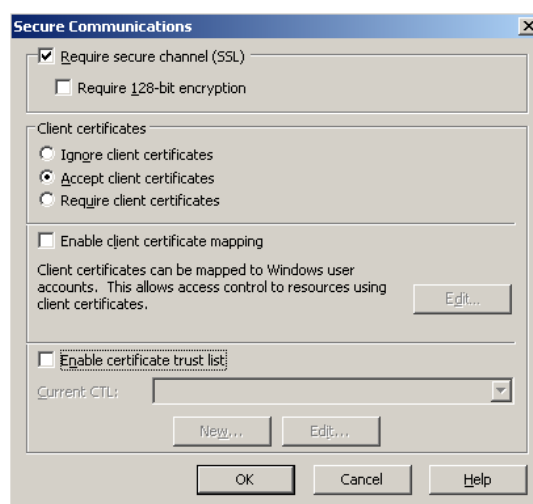 Secure Communications
Require secure channel (SSL)
Require 128-bit encryption
Client certificates
Ignore client certificates
Accept client certificates
Require client certificates
Enable client certificate mapping
Client certificates can be mapped to Windows user
accounts.  This allows access control to resources using
client certificates.
Edit...
Enable certificate trust list
Current CTL:
New...
Edit...
OK
Cancel
Help